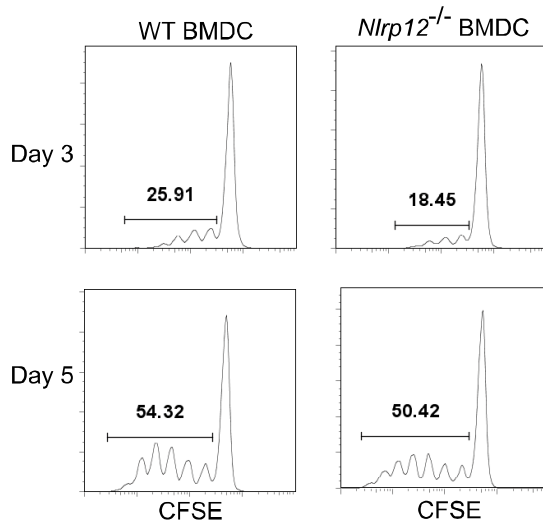 WT BMDC
Nlrp12-/- BMDC
Day 3
25.91
18.45
Day 5
54.32
50.42
CFSE
CFSE